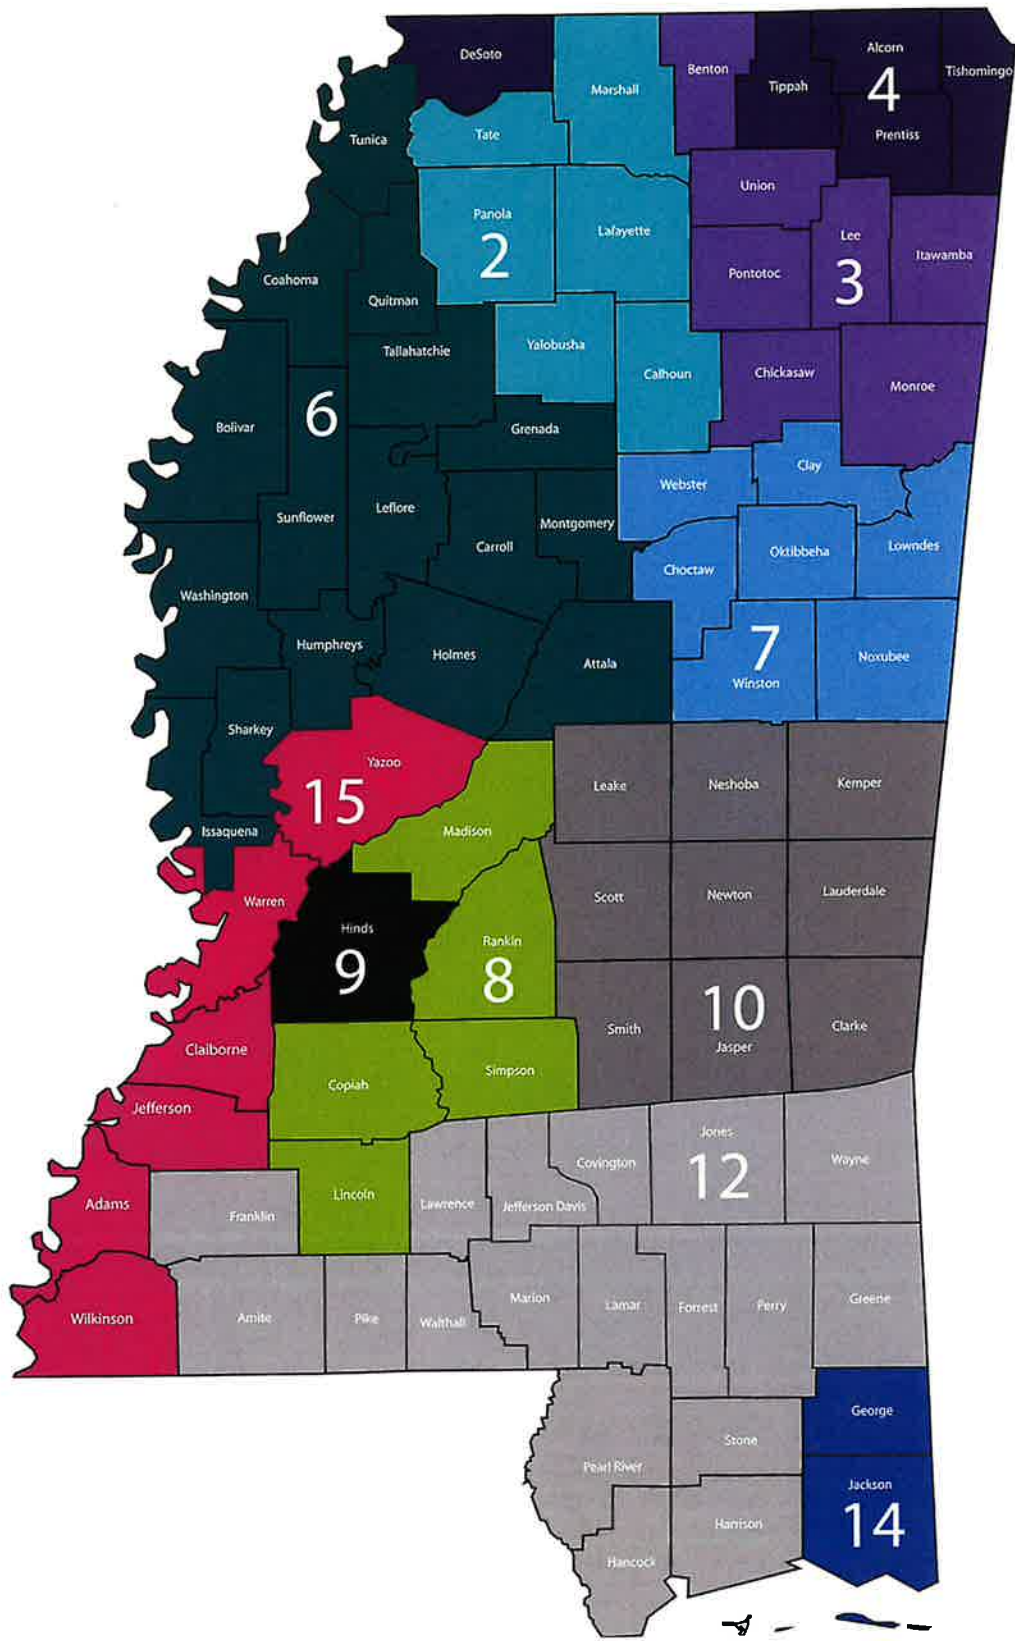 DeSoto
Alcorn
Tishomingo
Benton
Marshall
Tippah
4
Tate
Prentiss
Tunica
Union
Panola
Lafayette
Lee
2
Itawamba
Pontotoc
3
Coahoma
Quitman
Tallahatchie
Yalobusha
Calhoun
Chickasaw
Monroe
6
Bolivar
Grenada
Clay
Webster
Leflore
Sunflower
Montgomery
Carroll
Lowndes
Oktibbeha
Choctaw
Washington
Humphreys
Holmes
Attala
7
Noxubee
Winston
Sharkey
Yazoo
Leake
Neshoba
Kemper
15
Issaquena
Madison
Scott
Newton
Lauderdale
Warren
Hinds
Rankin
9
8
10
Smith
Clarke
Jasper
Claiborne
Simpson
Copiah
Jefferson
Jones
Covington
12
Wayne
Lincoln
Adams
Lawrence
Jefferson Davis
Franklin
Marion
Lamar
Forrest
Perry
Greene
Wilkinson
Amite
Pike
Walthall
George
Stone
Pearl River
Jackson
14
Harrison
Hancock